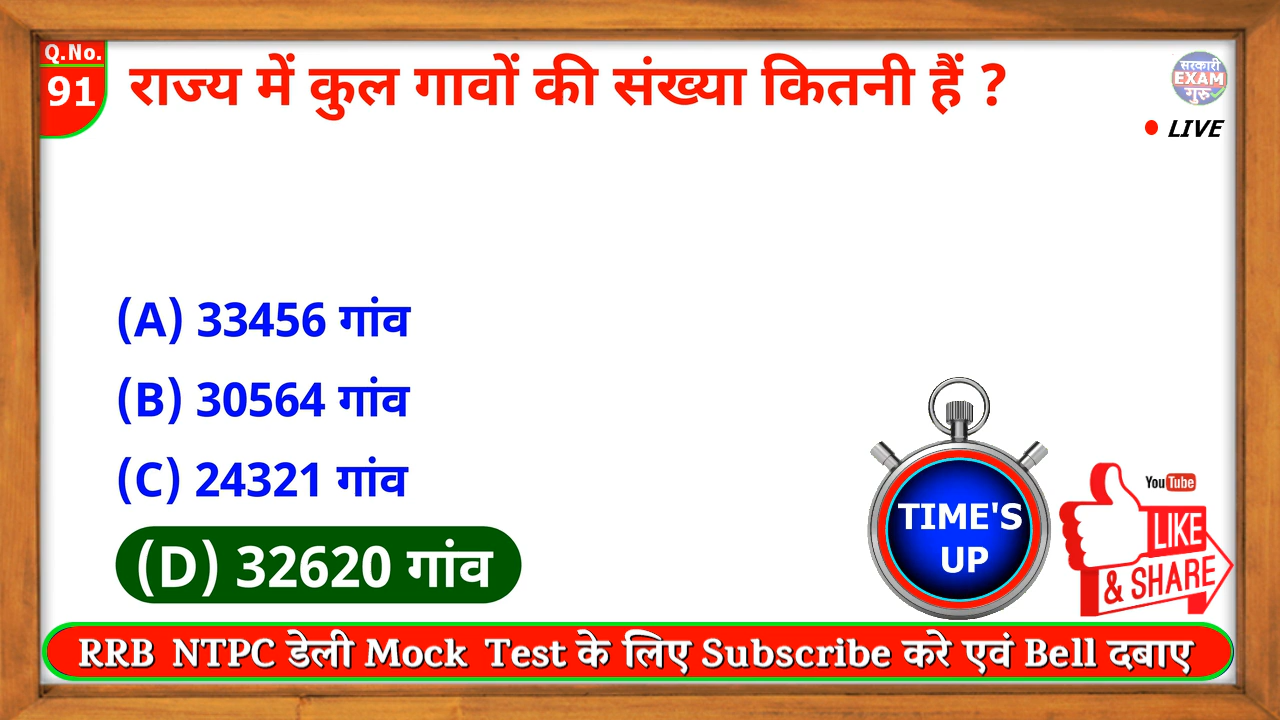 Q.No.
91
राज्य में कुल गावों की संख्या कितनी हैं ?
सरकारी
EXAM
गुरु
LIVE
(A) 33456 गांव
(B) 30564 गांव
(C) 24321 गांव
(D) 32620 गांव
TIME'S
UP
YouTube
LIKE
& SHARE
RRB NTPC डेली Mock Test के लिए Subscribe करे एवं Bell दबाए